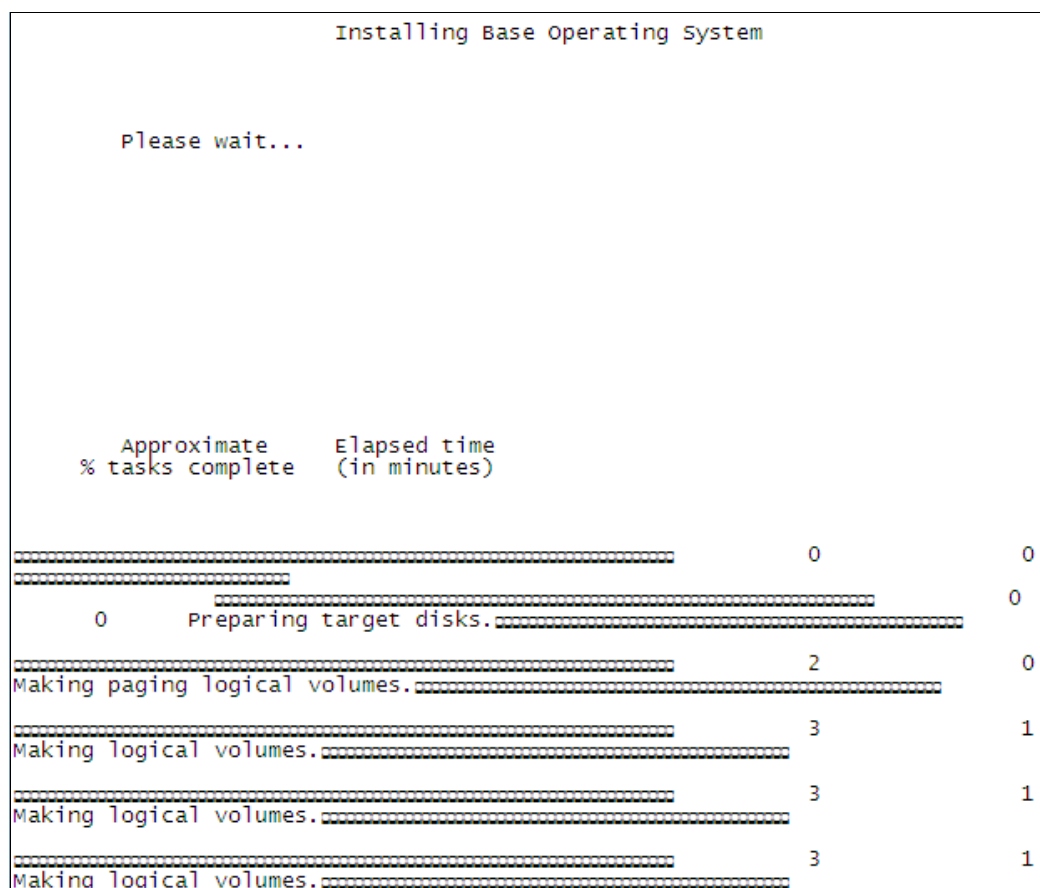 Installing Base Operating System
Please wait...
Approximate Elapsed time
% tasks complete (in minutes)
0 0
0
0 Preparing target disks.
2 0
Making paging logical volumes.
3 1
Making logical volumes.
3 1
Making logical volumes.
3 1
Making logical volumes.